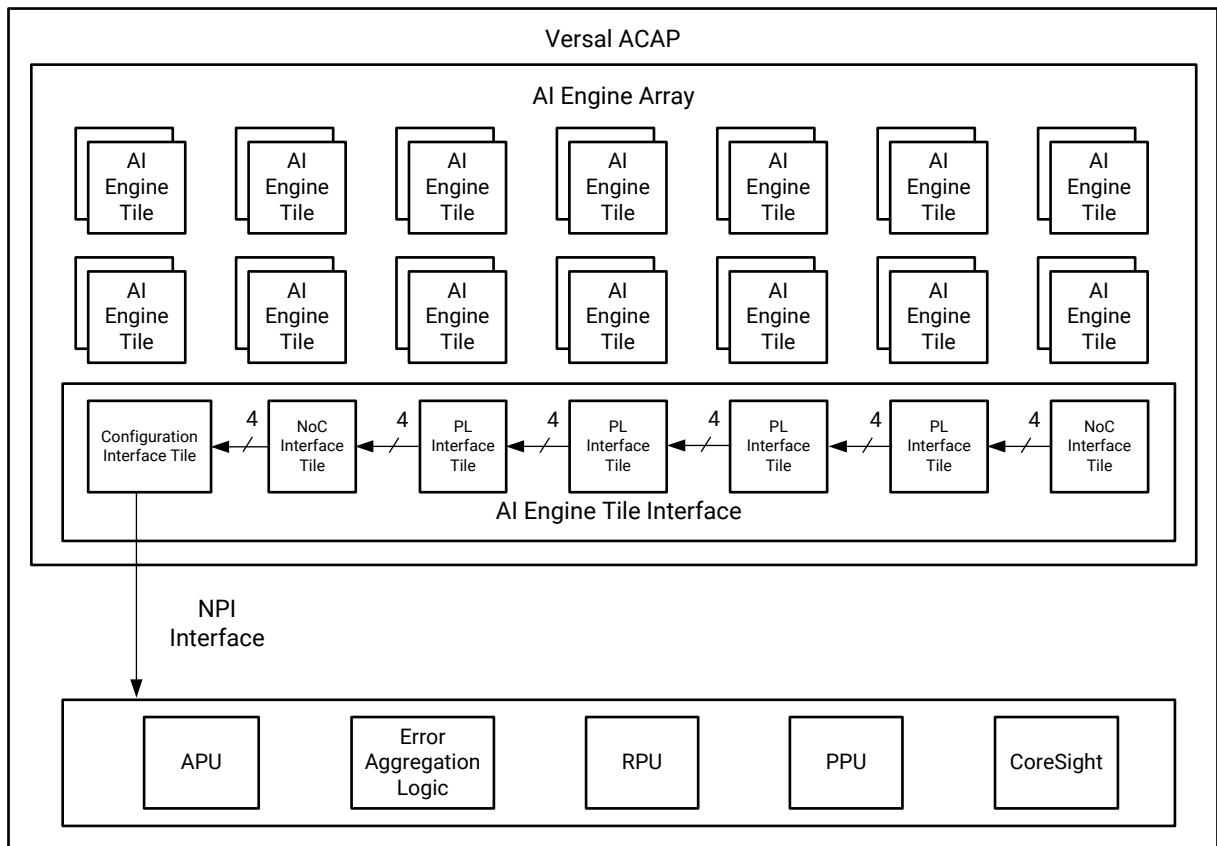 Versal ACAP
AI Engine Array
AI
Engine
Tile
AI
Engine
Tile
AI
Engine
Tile
AI
Engine
Tile
AI
Engine
Tile
AI
Engine
Tile
AI
Engine
Tile
AI
Engine
Tile
AI
Engine
Tile
AI
Engine
Tile
AI
Engine
Tile
AI
Engine
Tile
AI
Engine
Tile
AI
Engine
Tile
Configuration
Interface Tile
4
NoC
Interface
Tile
4
PL
Interface
Tile
4
PL
Interface
Tile
4
PL
Interface
Tile
4
PL
Interface
Tile
4
NoC
Interface
Tile
AI Engine Tile Interface
NPI
Interface
APU
Error
Aggregation
Logic
RPU
PPU
CoreSight